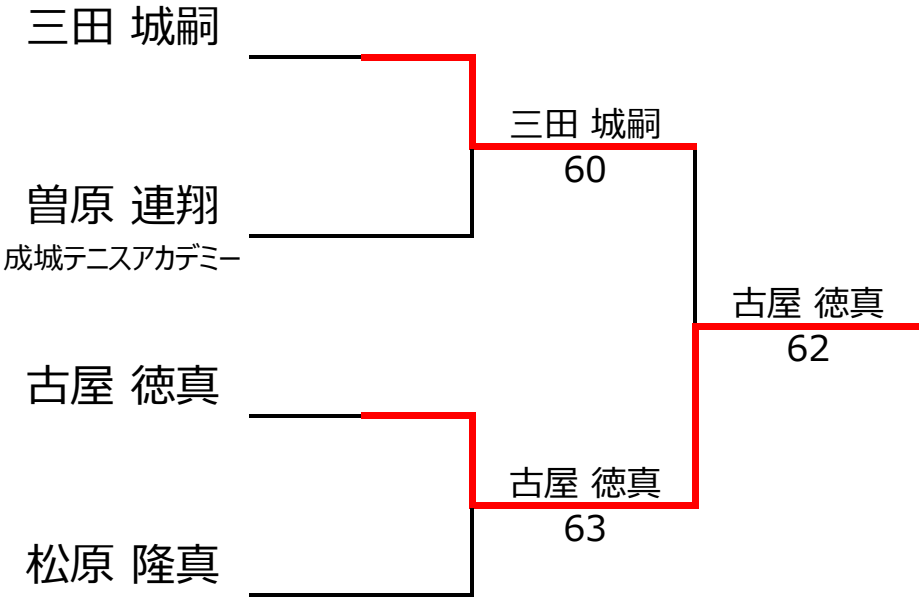 三田 城嗣
三田 城嗣
60
曽原 連翔
成城テニスアカデミー
古屋 徳真
62
古屋 徳真
古屋 徳真
63
松原 隆真